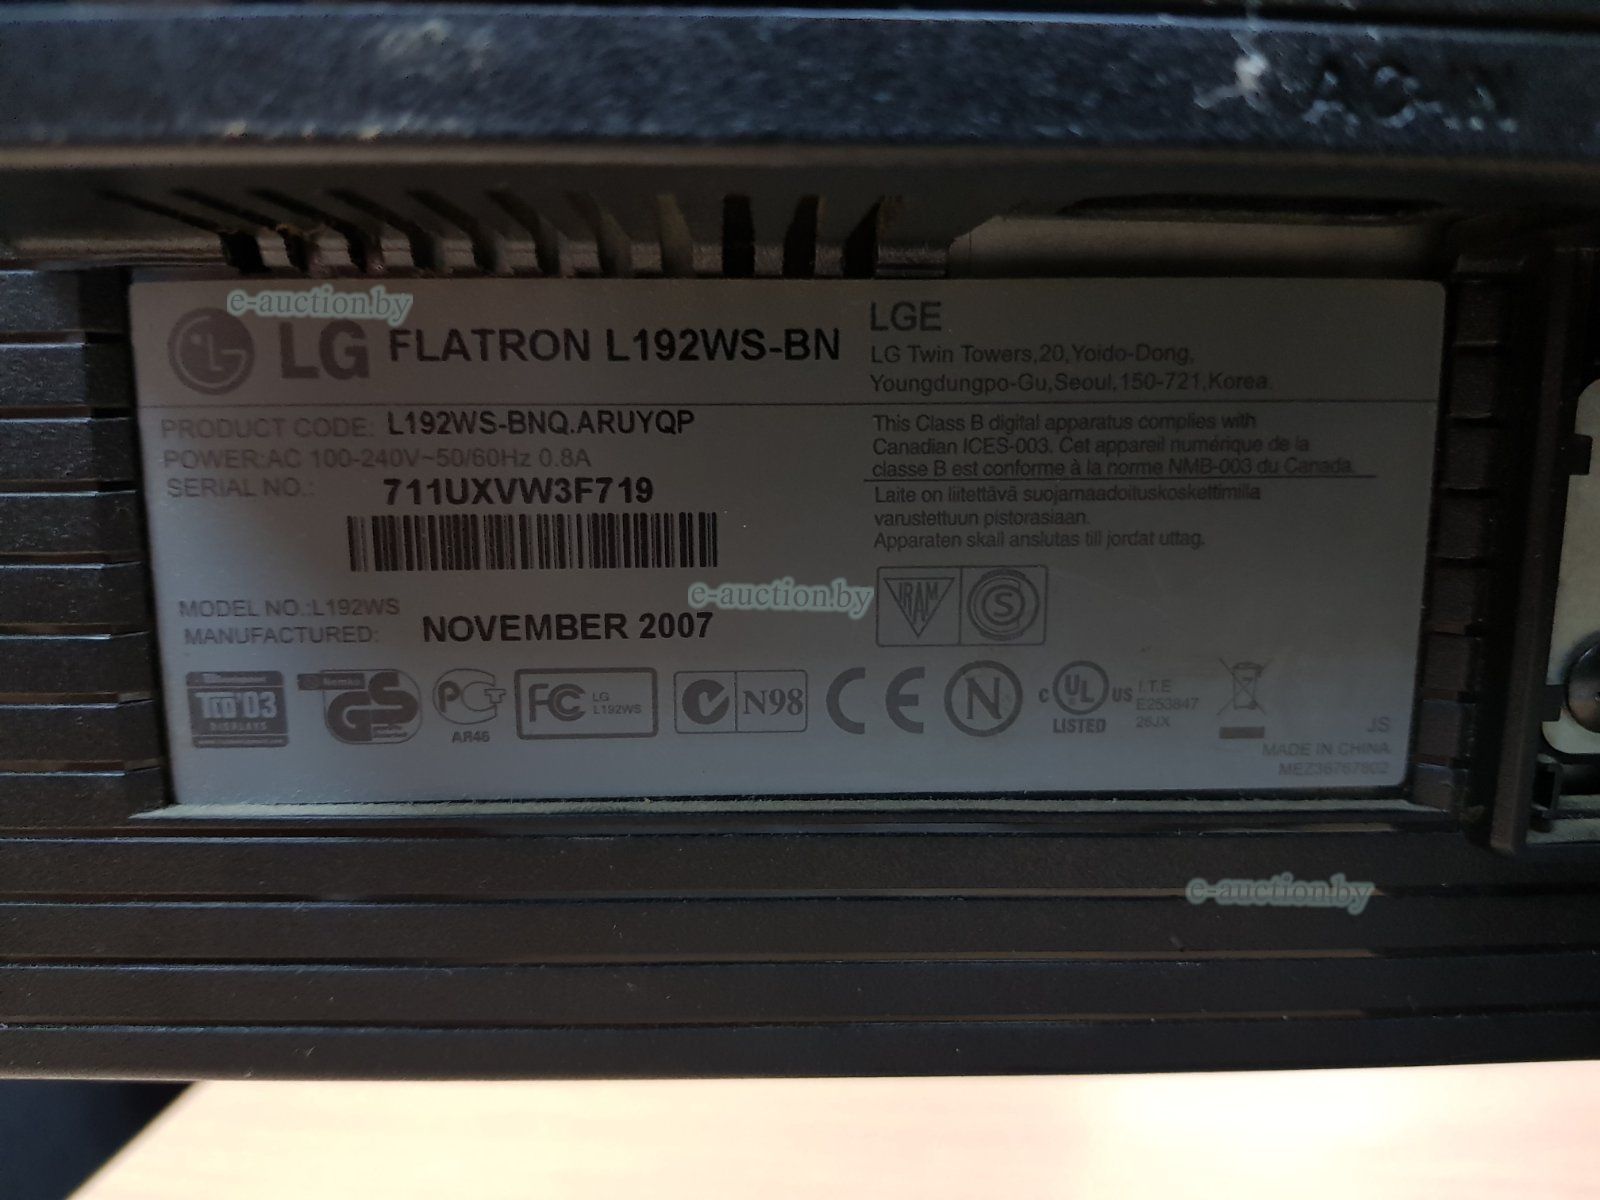 e-auction.by
LG FLATRON L192WS-BN
LGE
LG Twin Towers,20,Yoido-Dong,
Youngdungpo-Gu,Seoul,150-721,Korea.
PRODUCT CODE: L192WS-BNQ.ARUYQP
POWER:AC 100-240V~50/60Hz 0.8A
SERIAL NO.: 711UXVW3F719
This Class B digital apparatus complies with
Canadian ICES-003. Cet appareil numérique de la
classe B est conforme à la norme NMB-003 du Canada.
Laite on liitettävä suojamaadoituskoskettimilla
varustettuun pistorasiaan.
Apparaten skall anslutas till jordat uttag.
e-auction.by
MODEL NO.:L192WS
MANUFACTURED: NOVEMBER 2007
IRAM S
TCO'03
DISPLAYS
Nemko
GS
PCT
AR46
FC LG
L192WS
N98
CE
N
c UL US
LISTED
I.T.E
E253847
26JX
JS
MADE IN CHINA
MEZ36767802
e-auction.by